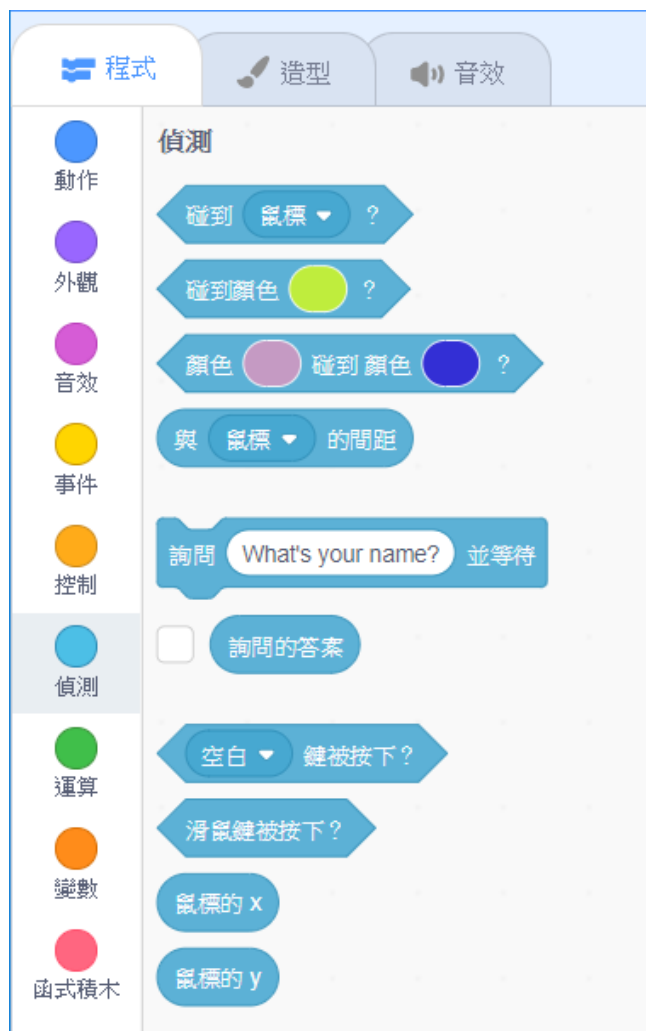 程式 造型 音效
動作
外觀
音效
事件
控制
偵測
運算
變數
函式積木
偵測
碰到 鼠標 ?
碰到顏色 ?
顏色 碰到 顏色 ?
與 鼠標 的間距
詢問 What's your name? 並等待
詢問的答案
空白 鍵被按下?
滑鼠鍵被按下?
鼠標的 x
鼠標的 y